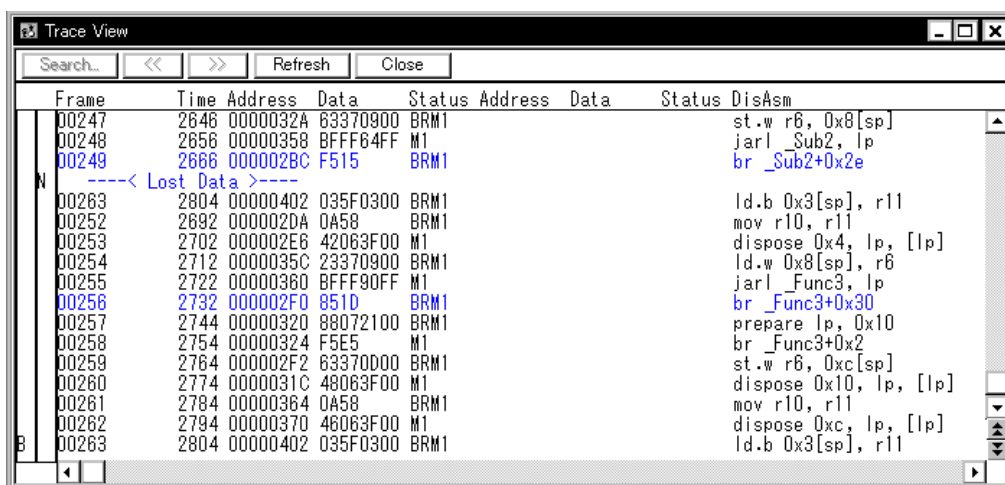 Trace View
Search... << >> Refresh Close
Frame Time Address Data Status Address Data Status DisAsm
00247 2646 0000032A 63370900 BRM1 st.w r6, 0x8[sp]
00248 2656 00000358 BFFF64FF M1 jarl _Sub2, lp
00249 2666 000002BC F515 BRM1 br _Sub2+0x2e
N ----< Lost Data >----
00263 2804 00000402 035F0300 BRM1 ld.b 0x3[sp], r11
00252 2692 000002DA 0A58 BRM1 mov r10, r11
00253 2702 000002E6 42063F00 M1 dispose 0x4, lp, [lp]
00254 2712 0000035C 23370900 BRM1 ld.w 0x8[sp], r6
00255 2722 00000360 BFFF90FF M1 jarl _Func3, lp
00256 2732 000002F0 851D BRM1 br _Func3+0x30
00257 2744 00000320 88072100 BRM1 prepare lp, 0x10
00258 2754 00000324 F5E5 M1 br _Func3+0x2
00259 2764 000002F2 63370D00 BRM1 st.w r6, 0xc[sp]
00260 2774 0000031C 48063F00 M1 dispose 0x10, lp, [lp]
00261 2784 00000364 0A58 BRM1 mov r10, r11
00262 2794 00000370 46063F00 M1 dispose 0xc, lp, [lp]
B 00263 2804 00000402 035F0300 BRM1 ld.b 0x3[sp], r11